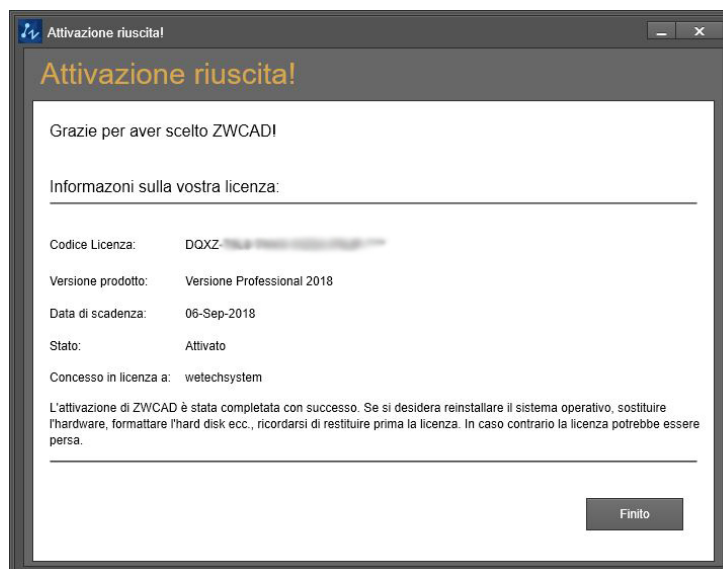 Attivazione riuscita!
Attivazione riuscita!
Grazie per aver scelto ZWCAD!
Informazoni sulla vostra licenza:
Codice Licenza: DQXZ-
Versione prodotto: Versione Professional 2018
Data di scadenza: 06-Sep-2018
Stato: Attivato
Concesso in licenza a: wetechsystem
L'attivazione di ZWCAD è stata completata con successo. Se si desidera reinstallare il sistema operativo, sostituire
l'hardware, formattare l'hard disk ecc., ricordarsi di restituire prima la licenza. In caso contrario la licenza potrebbe essere
persa.
Finito